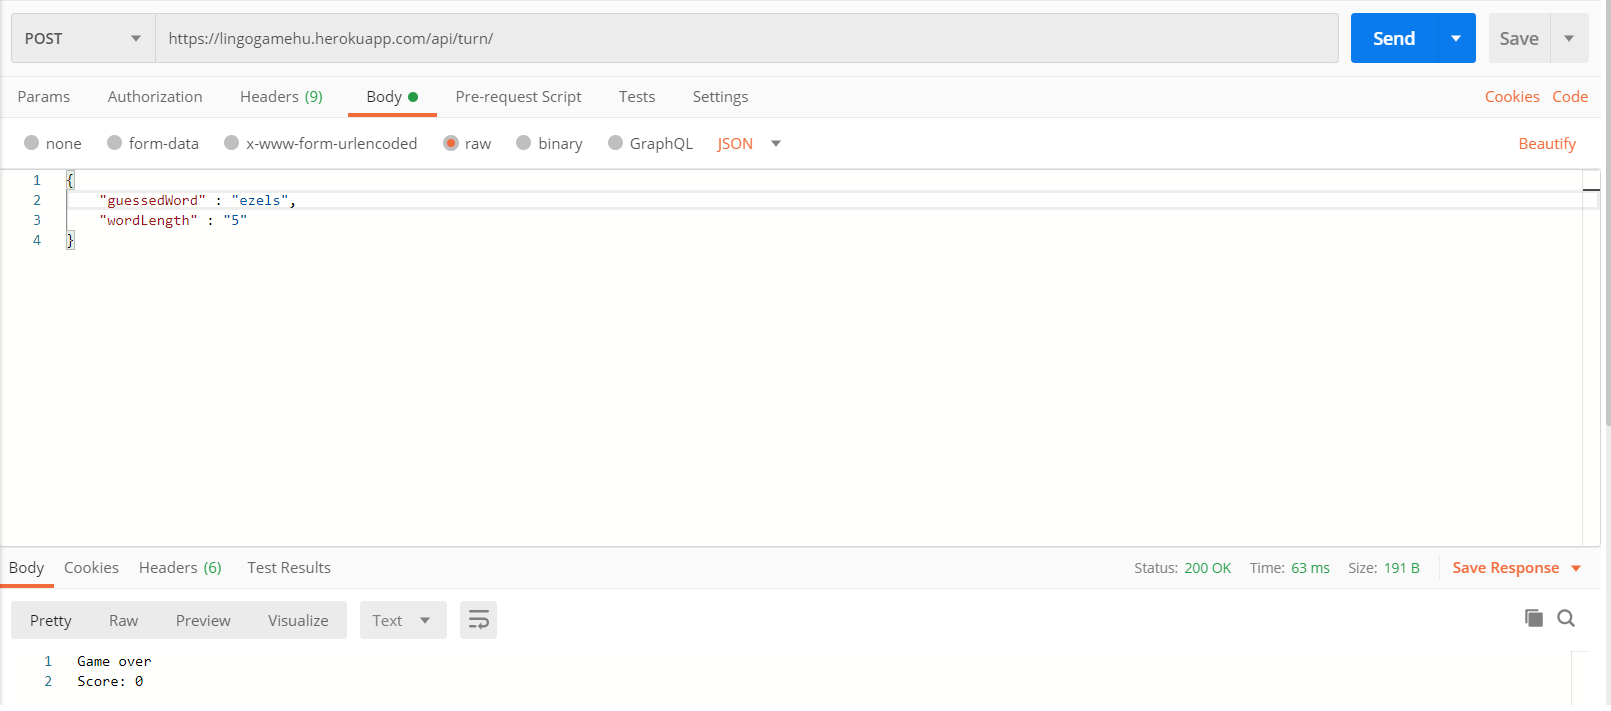 POST https://lingogamehu.herokuapp.com/api/turn/ Send Save
Params Authorization Headers (9) Body Pre-request Script Tests Settings Cookies Code
none form-data x-www-form-urlencoded raw binary GraphQL JSON Beautify
1 {
2 "guessedWord" : "ezels",
3 "wordLength" : "5"
4 }
Body Cookies Headers (6) Test Results Status: 200 OK Time: 63 ms Size: 191 B Save Response
Pretty Raw Preview Visualize Text
1 Game over
2 Score: 0